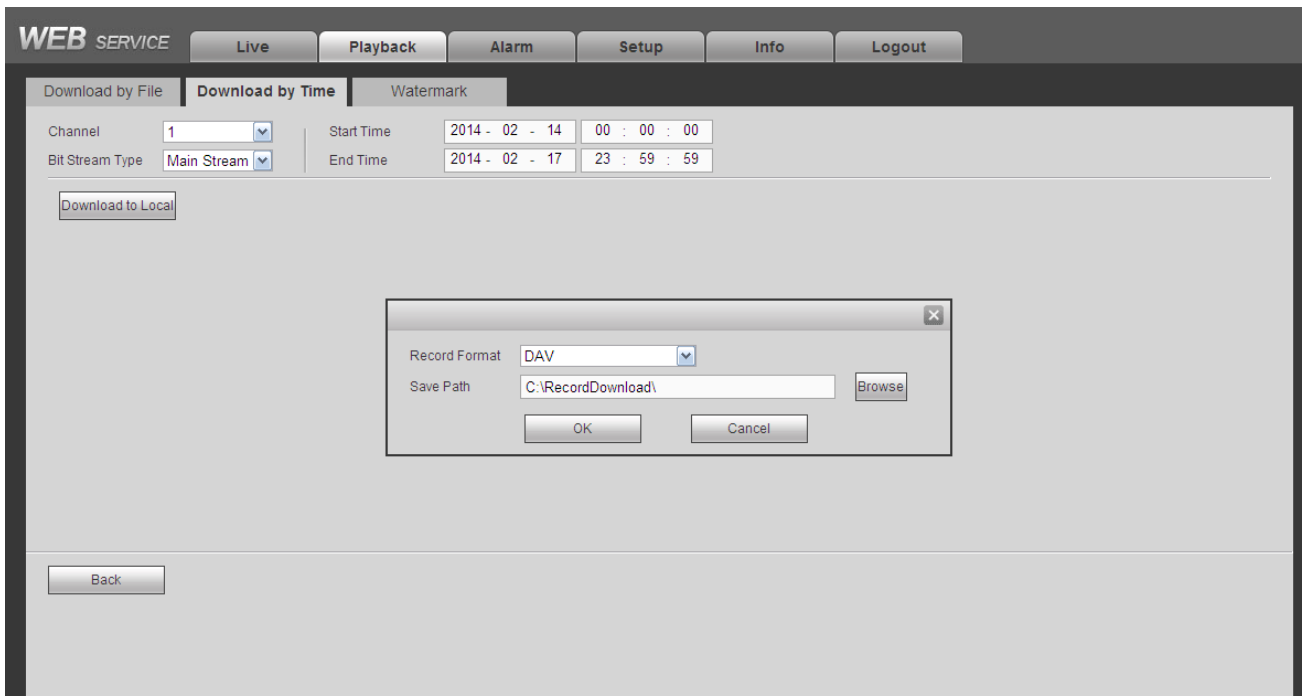 WEB SERVICE Live Playback Alarm Setup Info Logout
Download by File Download by Time Watermark
Channel 1 Start Time 2014 - 02 - 14 00 : 00 : 00
Bit Stream Type Main Stream End Time 2014 - 02 - 17 23 : 59 : 59
Download to Local
Record Format DAV
Save Path C:\RecordDownload\ Browse
OK Cancel
Back